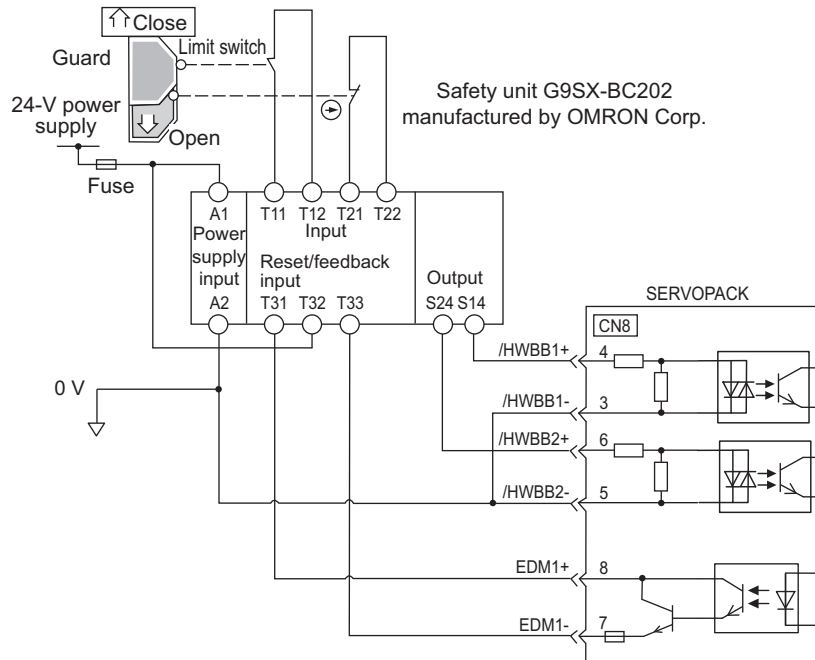 Close
Limit switch
Guard
24-V power
supply
Open
Fuse
Safety unit G9SX-BC202
manufactured by OMRON Corp.
A1 T11 T12 T21 T22
Power
supply
input
Input
Reset/feedback
input
Output
A2 T31 T32 T33 S24 S14
SERVOPACK
CN8
/HWBB1+ 4
0 V
/HWBB1- 3
/HWBB2+ 6
/HWBB2- 5
EDM1+ 8
EDM1- 7